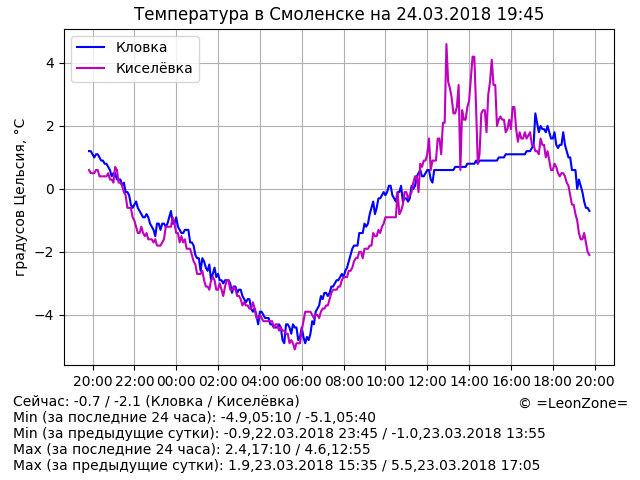 Температура в Смоленске на 24.03.2018 19:45
Кловка
Киселёвка
градусов Цельсия, °C
4
2
0
−2
−4
20:00 22:00 00:00 02:00 04:00 06:00 08:00 10:00 12:00 14:00 16:00 18:00 20:00
Сейчас: -0.7 / -2.1 (Кловка / Киселёвка)
© =LeonZone=
Min (за последние 24 часа): -4.9,05:10 / -5.1,05:40
Min (за предыдущие сутки): -0.9,22.03.2018 23:45 / -1.0,23.03.2018 13:55
Max (за последние 24 часа): 2.4,17:10 / 4.6,12:55
Max (за предыдущие сутки): 1.9,23.03.2018 15:35 / 5.5,23.03.2018 17:05